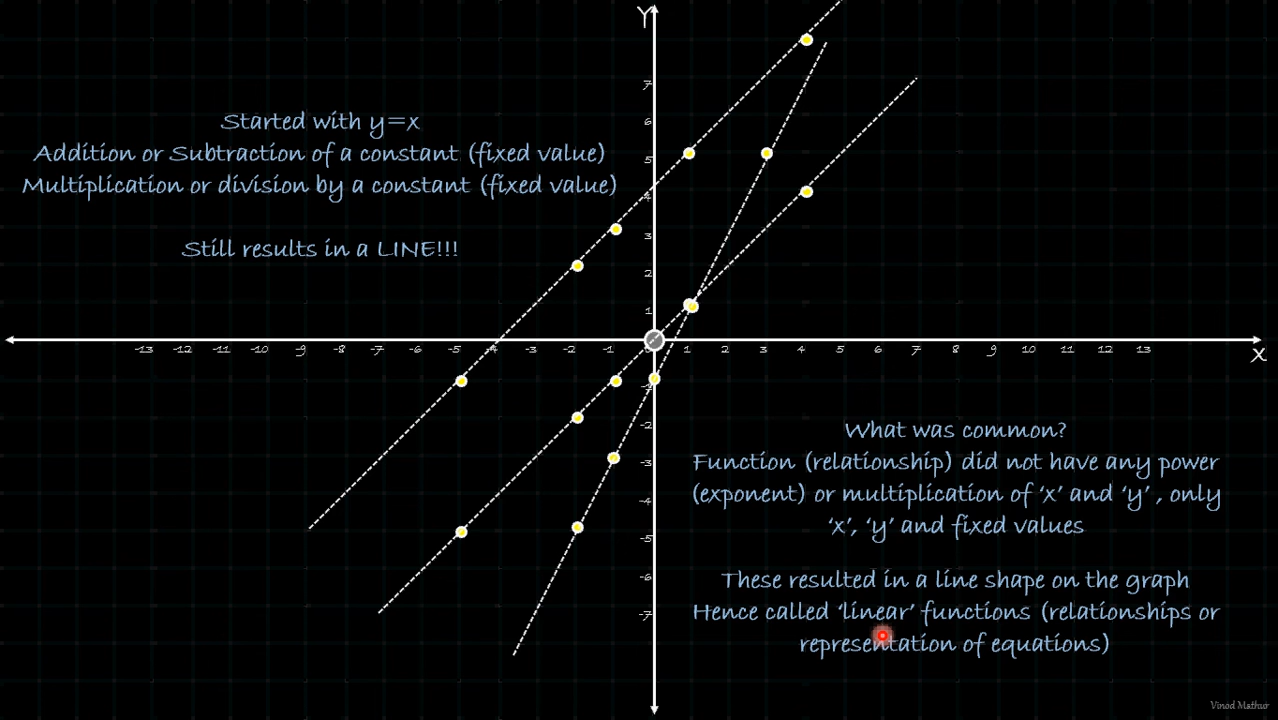 Y
Started with y=x
Addition or Subtraction of a constant (fixed value)
Multiplication or division by a constant (fixed value)
Still results in a LINE!!!
7
6
5
4
3
2
1
-13 -12 -11 -10 -9 -8 -7 -6 -5 -4 -3 -2 -1 0 1 2 3 4 5 6 7 8 9 10 11 12 13
X
-1
-2
-3
-4
-5
-6
-7
What was common?
Function (relationship) did not have any power
(exponent) or multiplication of ‘x’ and ‘y’ , only
‘x’, ‘y’ and fixed values
These resulted in a line shape on the graph
Hence called ‘linear’ functions (relationships or
representation of equations)
Vinod Mathur